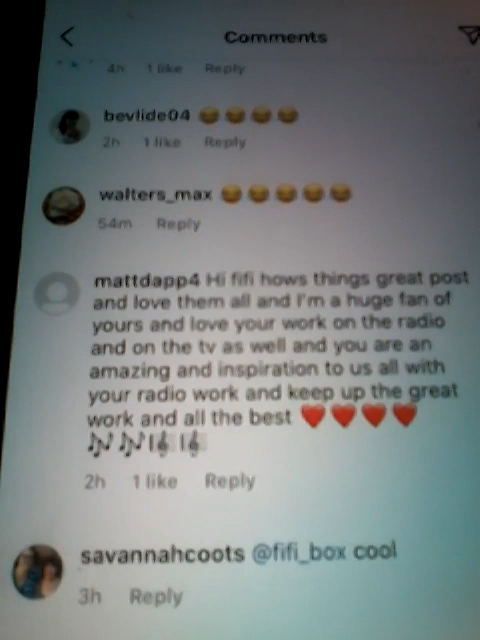 Comments
4h 1 like Reply
bevlide04 😂😂😂😂
2h 1 like Reply
walters_max 😂😂😂😂😂
54m Reply
mattdapp4 Hi fifi hows things great post
and love them all and I'm a huge fan of
yours and love your work on the radio
and on the tv as well and you are an
amazing and inspiration to us all with
your radio work and keep up the great
work and all the best ❤️❤️❤️❤️
🎶🎶🎼🎼
2h 1 like Reply
savannahcoots @fifi_box cool
3h Reply